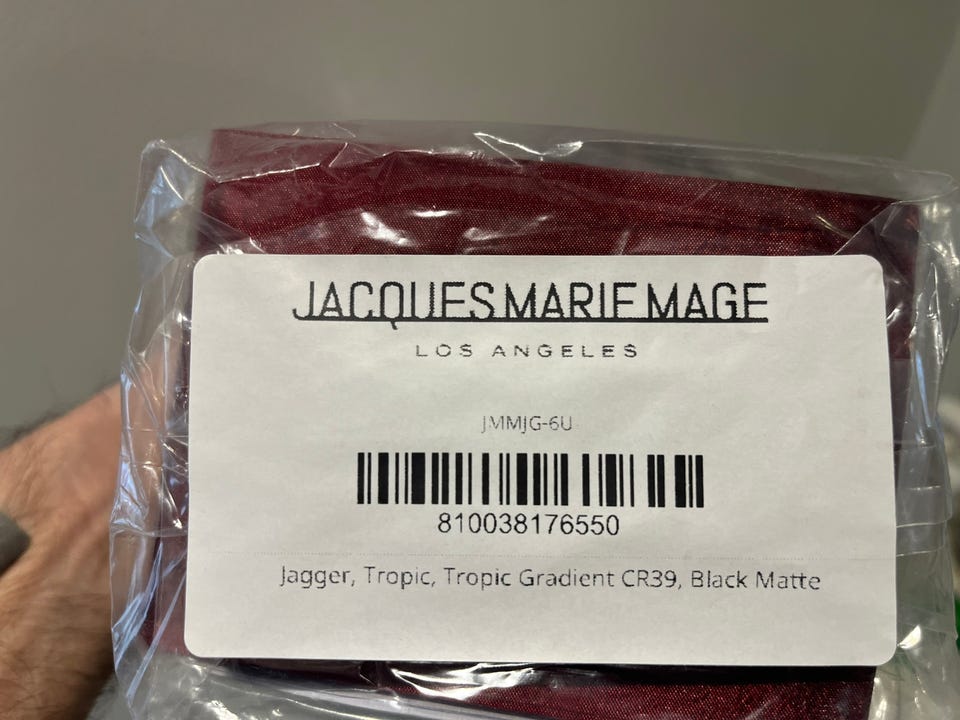 JACQUES MARIE MAGE
LOS ANGELES
JMMJG-6U
810038176550
Jagger, Tropic, Tropic Gradient CR39, Black Matte